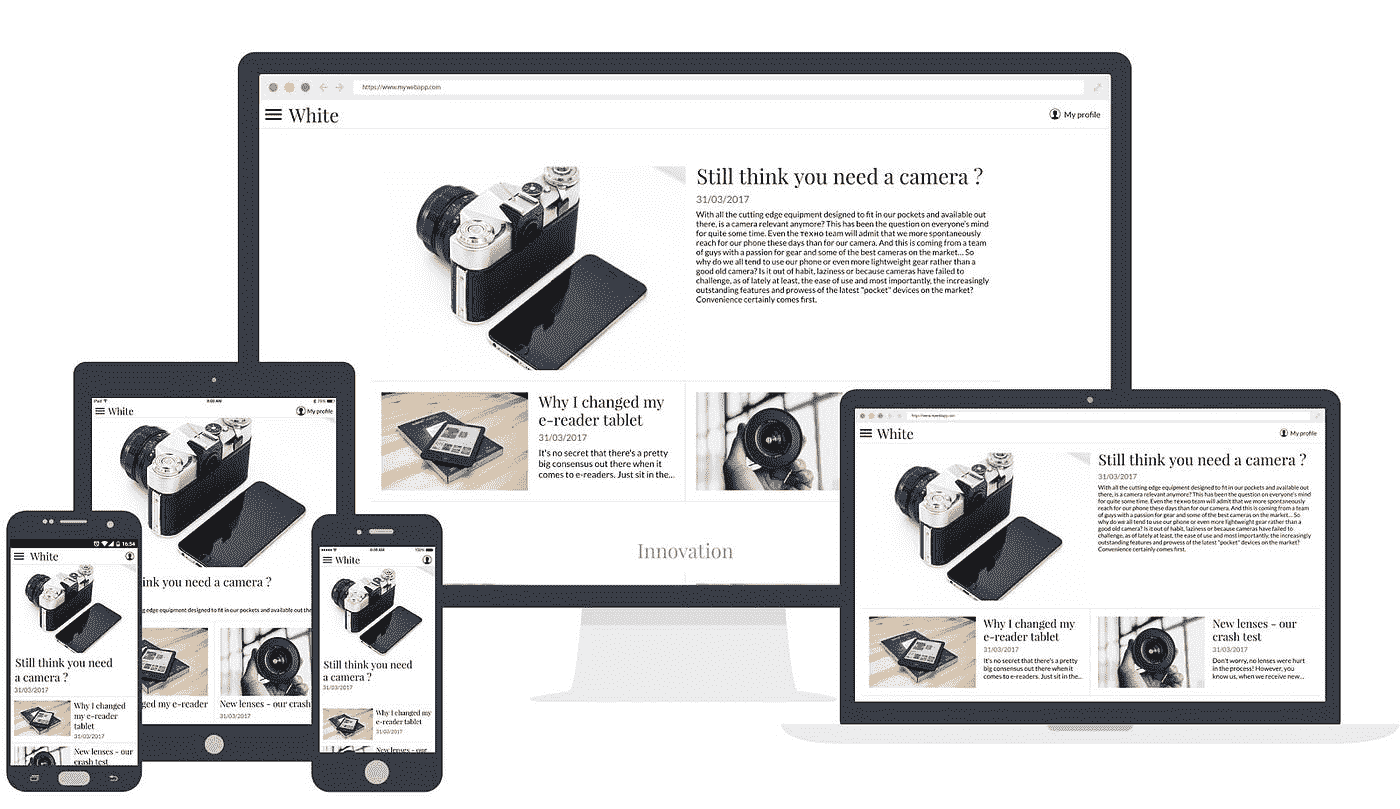 https://www.mywebapp.com
White
My profile
Still think you need a camera ?
31/03/2017
With all the cutting edge equipment designed to fit in our pockets and available out
there, is a camera relevant anymore? This has been the question on everyone's mind
for quite some time. Even the TEXHO team will admit that we more spontaneously
reach for our phone these days than for our camera. And this is coming from a team
of guys with a passion for gear and some of the best cameras on the market... So
why do we all tend to use our phone or even more lightweight gear rather than a
good old camera? Is it out of habit, laziness or because cameras have failed to
challenge, as of lately at least, the ease of use and most importantly, the increasingly
outstanding features and prowess of the latest "pocket" devices on the market?
Convenience certainly comes first.
Why I changed my
e-reader tablet
31/03/2017
It's no secret that there's a pretty
big consensus out there when it
comes to e-readers. Just sit in the...
Innovation
iPad
White
My profile
ink you need a camera ?
g edge equipment designed to fit in our pockets and available out the
ged my e-reader
New lenses - our crash
31/03/2017
16:54
White
Still think you need
a camera ?
31/03/2017
Why I changed
my e-reader
tablet
31/03/2017
New lenses - our
crash test
White
Still think you need
a camera ?
31/03/2017
Why I changed my
e-reader tablet
31/03/2017
New lenses - our
https://www.mywebapp.com
White
My profile
Still think you need a camera ?
31/03/2017
With all the cutting edge equipment designed to fit in our pockets and available out
there, is a camera relevant anymore? This has been the question on everyone's mind
for quite some time. Even the TEXHO team will admit that we more spontaneously
reach for our phone these days than for our camera. And this is coming from a team
of guys with a passion for gear and some of the best cameras on the market... So
why do we all tend to use our phone or even more lightweight gear rather than a
good old camera? Is it out of habit, laziness or because cameras have failed to
challenge, as of lately at least, the ease of use and most importantly, the increasingly
outstanding features and prowess of the latest "pocket" devices on the market?
Convenience certainly comes first.
Why I changed my
e-reader tablet
31/03/2017
It's no secret that there's a pretty
big consensus out there when it
comes to e-readers. Just sit in the...
New lenses - our
crash test
31/03/2017
Don't worry, no lenses were hurt
in the process! However, you
know us, when we receive new...